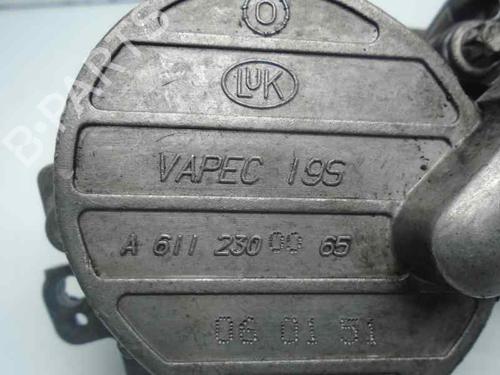 O
LUK
VAPEC 19S
A 611 230 00 65
06 01 51
B-PARTS